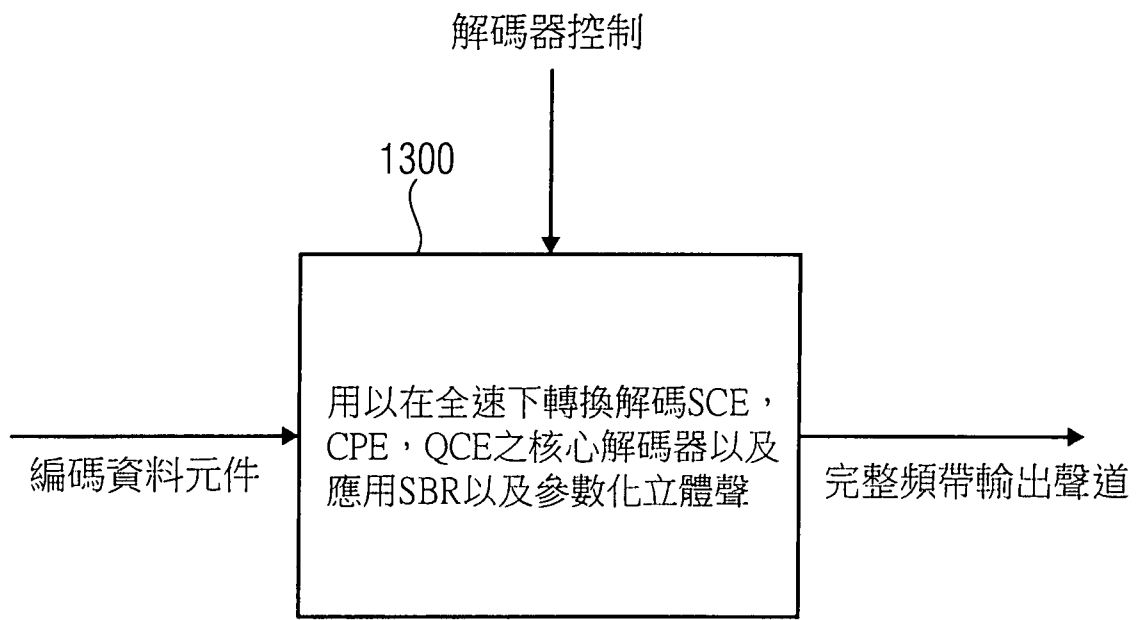 解碼器控制
1300
用以在全速下轉換解碼SCE，
CPE，QCE之核心解碼器以及
應用SBR以及參數化立體聲
編碼資料元件
完整頻帶輸出聲道